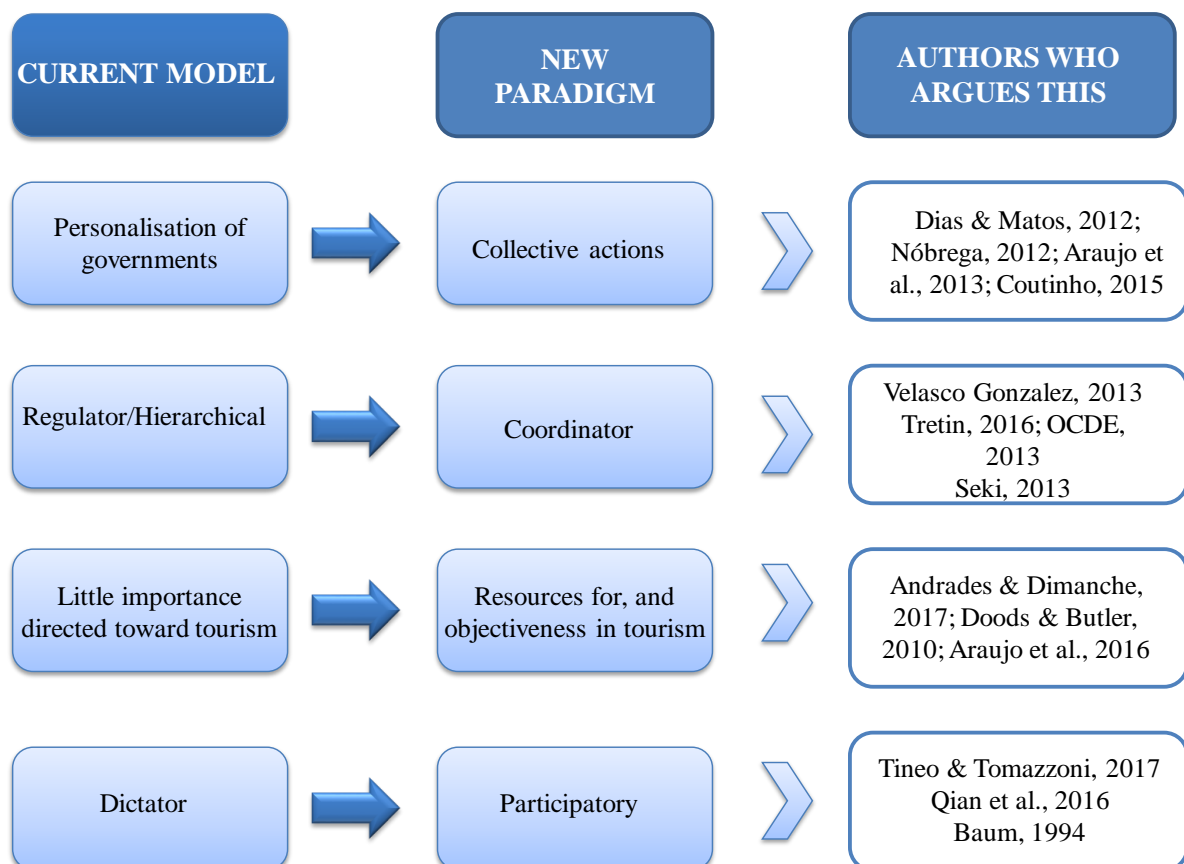 CURRENT MODEL
NEW
PARADIGM
AUTHORS WHO
ARGUES THIS
Personalisation of
governments
Collective actions
Dias & Matos, 2012;
Nóbrega, 2012; Araujo et
al., 2013; Coutinho, 2015
Regulator/Hierarchical
Coordinator
Velasco Gonzalez, 2013
Tretin, 2016; OCDE,
2013
Seki, 2013
Little importance
directed toward tourism
Resources for, and
objectiveness in tourism
Andrades & Dimanche,
2017; Doods & Butler,
2010; Araujo et al., 2016
Dictator
Participatory
Tineo & Tomazzoni, 2017
Qian et al., 2016
Baum, 1994